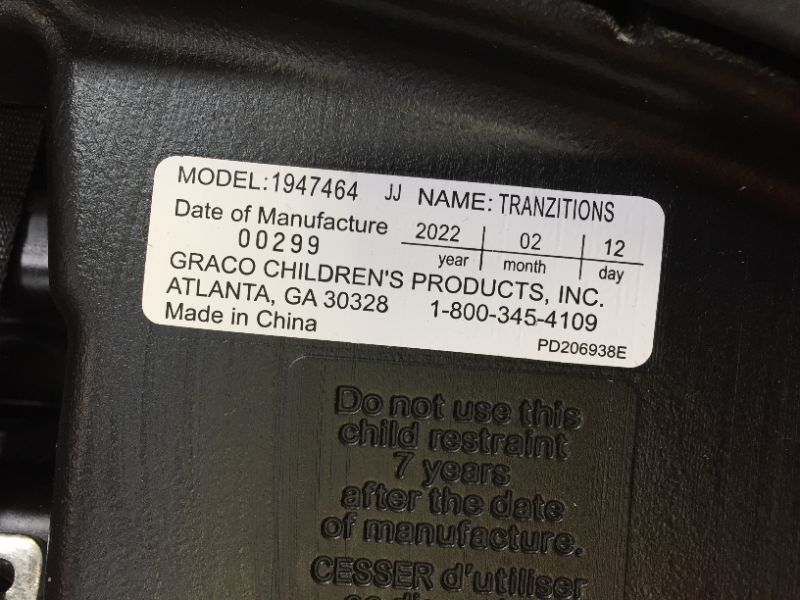 MODEL:1947464 JJ NAME: TRANZITIONS
Date of Manufacture 2022 02 12
00299 year month day
GRACO CHILDREN'S PRODUCTS, INC.
ATLANTA, GA 30328 1-800-345-4109
Made in China
PD206938E
Do not use this
child restraint
7 years
after the date
of manufacture.
CESSER d'utiliser